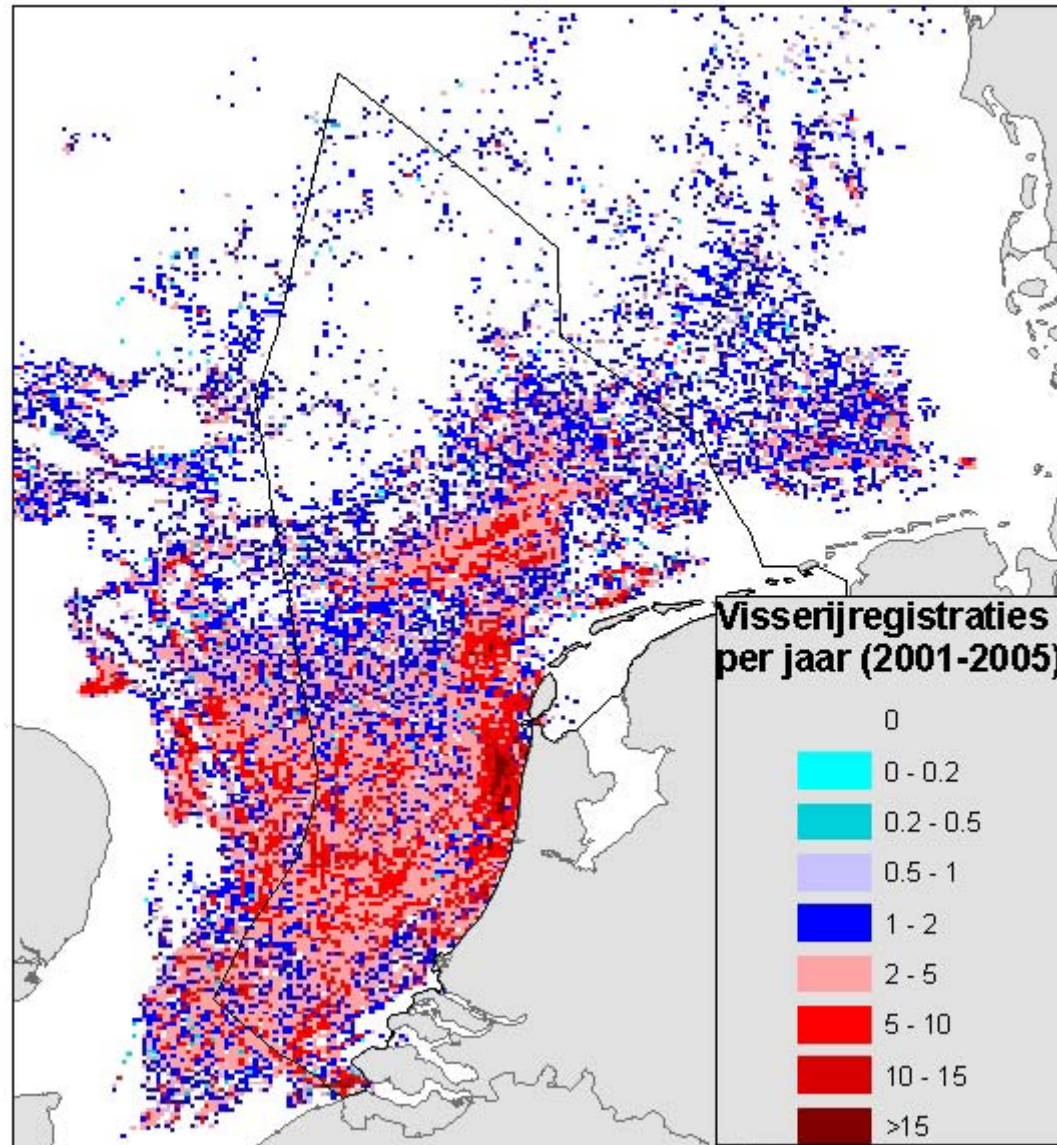 Visserijregistraties
per jaar (2001-2005)
0
0 - 0.2
0.2 - 0.5
0.5 - 1
1 - 2
2 - 5
5 - 10
10 - 15
>15